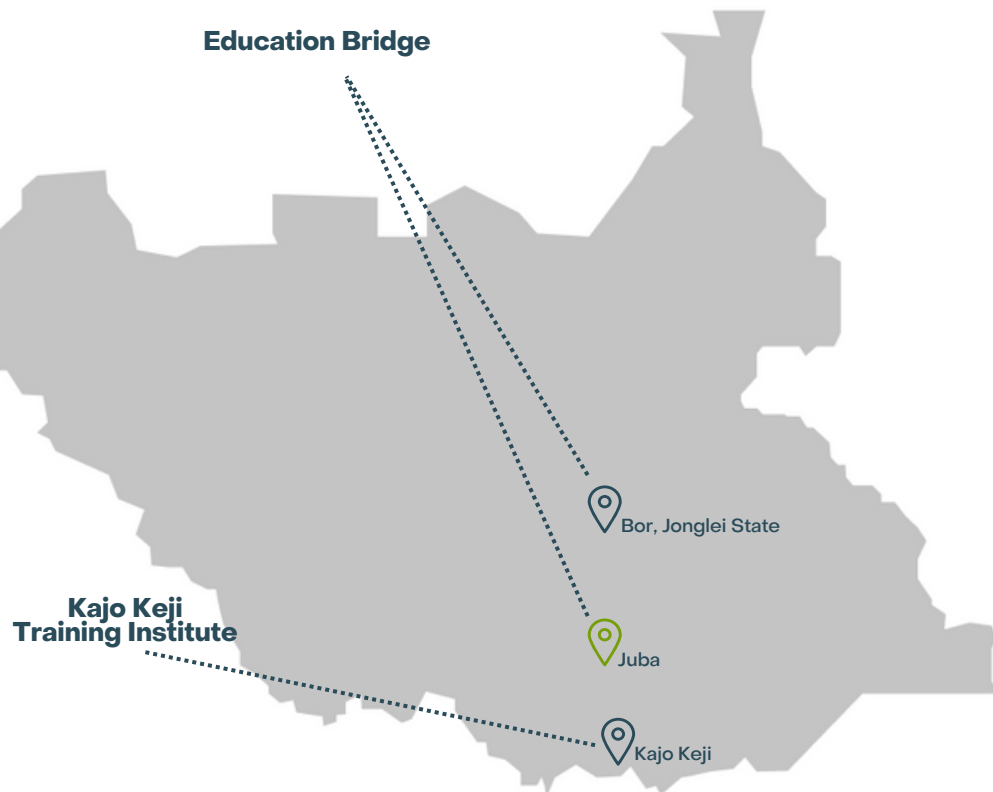 Education Bridge
Bor, Jonglei State
Kajo Keji
Training Institute
Juba
Kajo Keji